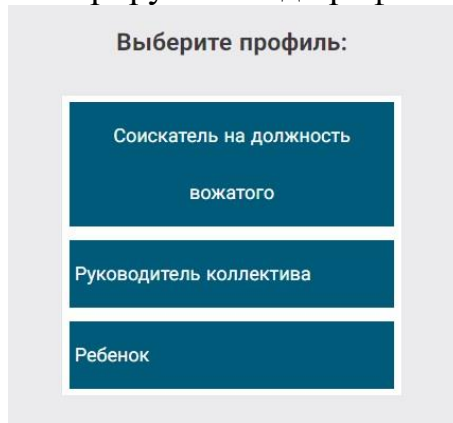 Выберите профиль:
Соискатель на должность
вожатого
Руководитель коллектива
Ребенок